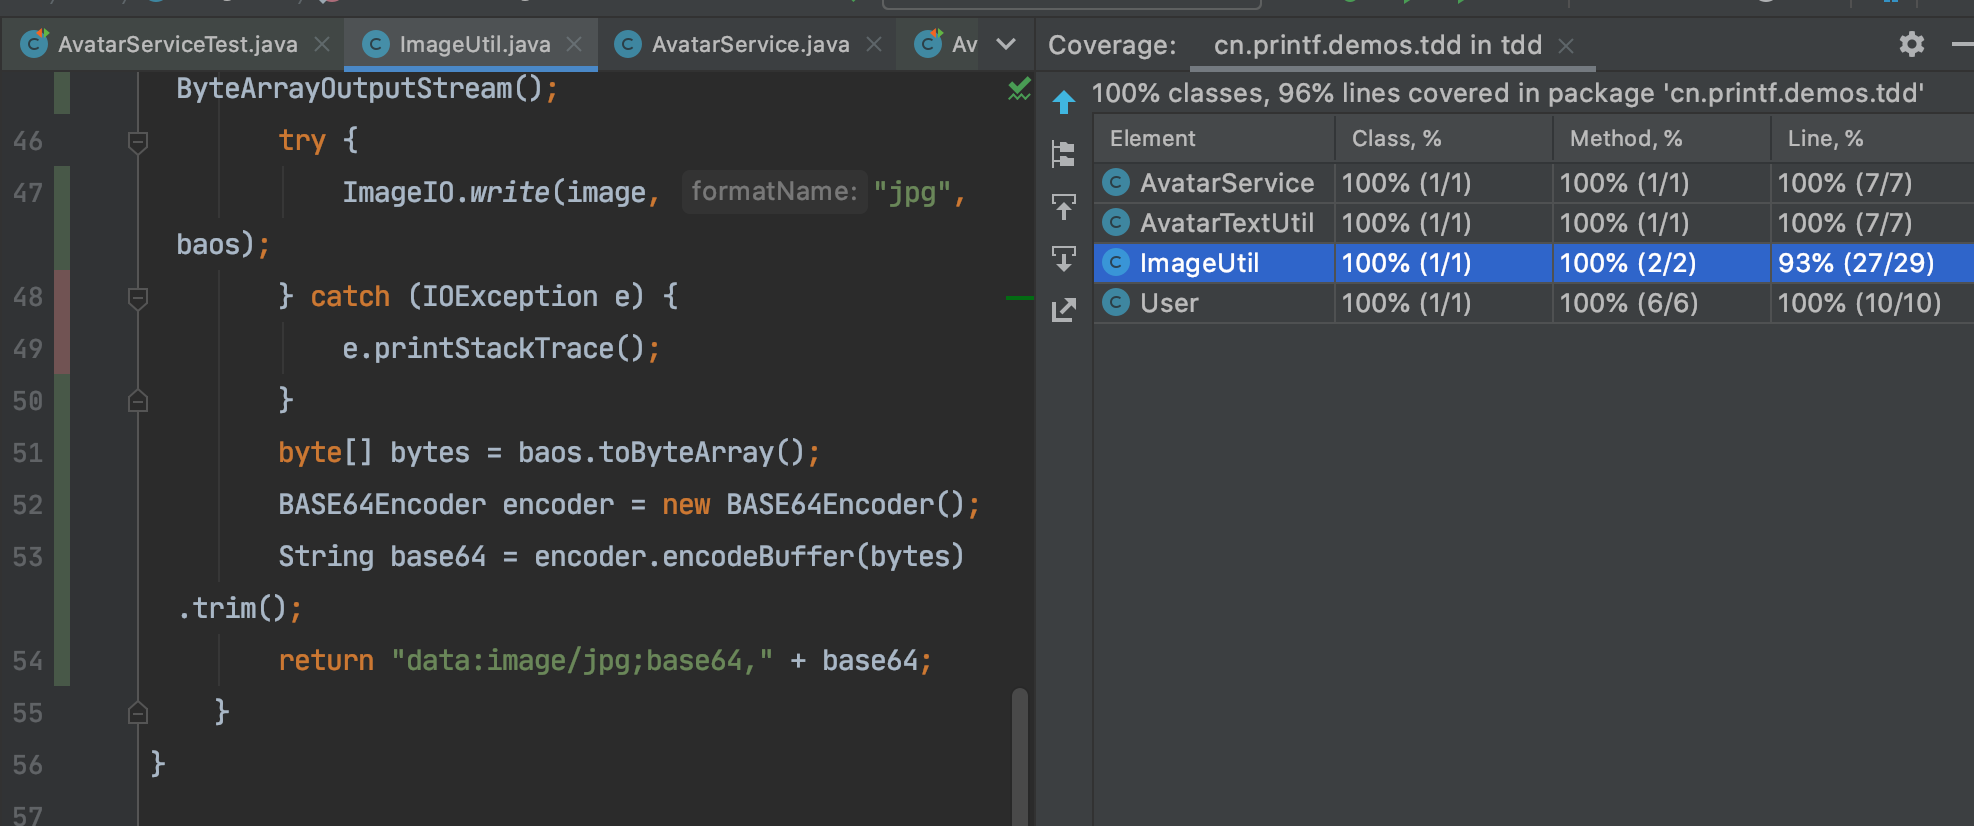 AvatarServiceTest.java
ImageUtil.java
AvatarService.java
Av
ByteArrayOutputStream();
46 try {
47 ImageIO.write(image, formatName: "jpg",
baos);
48 } catch (IOException e) {
49 e.printStackTrace();
50 }
51 byte[] bytes = baos.toByteArray();
52 BASE64Encoder encoder = new BASE64Encoder();
53 String base64 = encoder.encodeBuffer(bytes)
.trim();
54 return "data:image/jpg;base64," + base64;
55 }
56 }
57
Coverage: cn.printf.demos.tdd in tdd
100% classes, 96% lines covered in package 'cn.printf.demos.tdd'
Element Class, % Method, % Line, %
C AvatarService 100% (1/1) 100% (1/1) 100% (7/7)
C AvatarTextUtil 100% (1/1) 100% (1/1) 100% (7/7)
C ImageUtil 100% (1/1) 100% (2/2) 93% (27/29)
C User 100% (1/1) 100% (6/6) 100% (10/10)